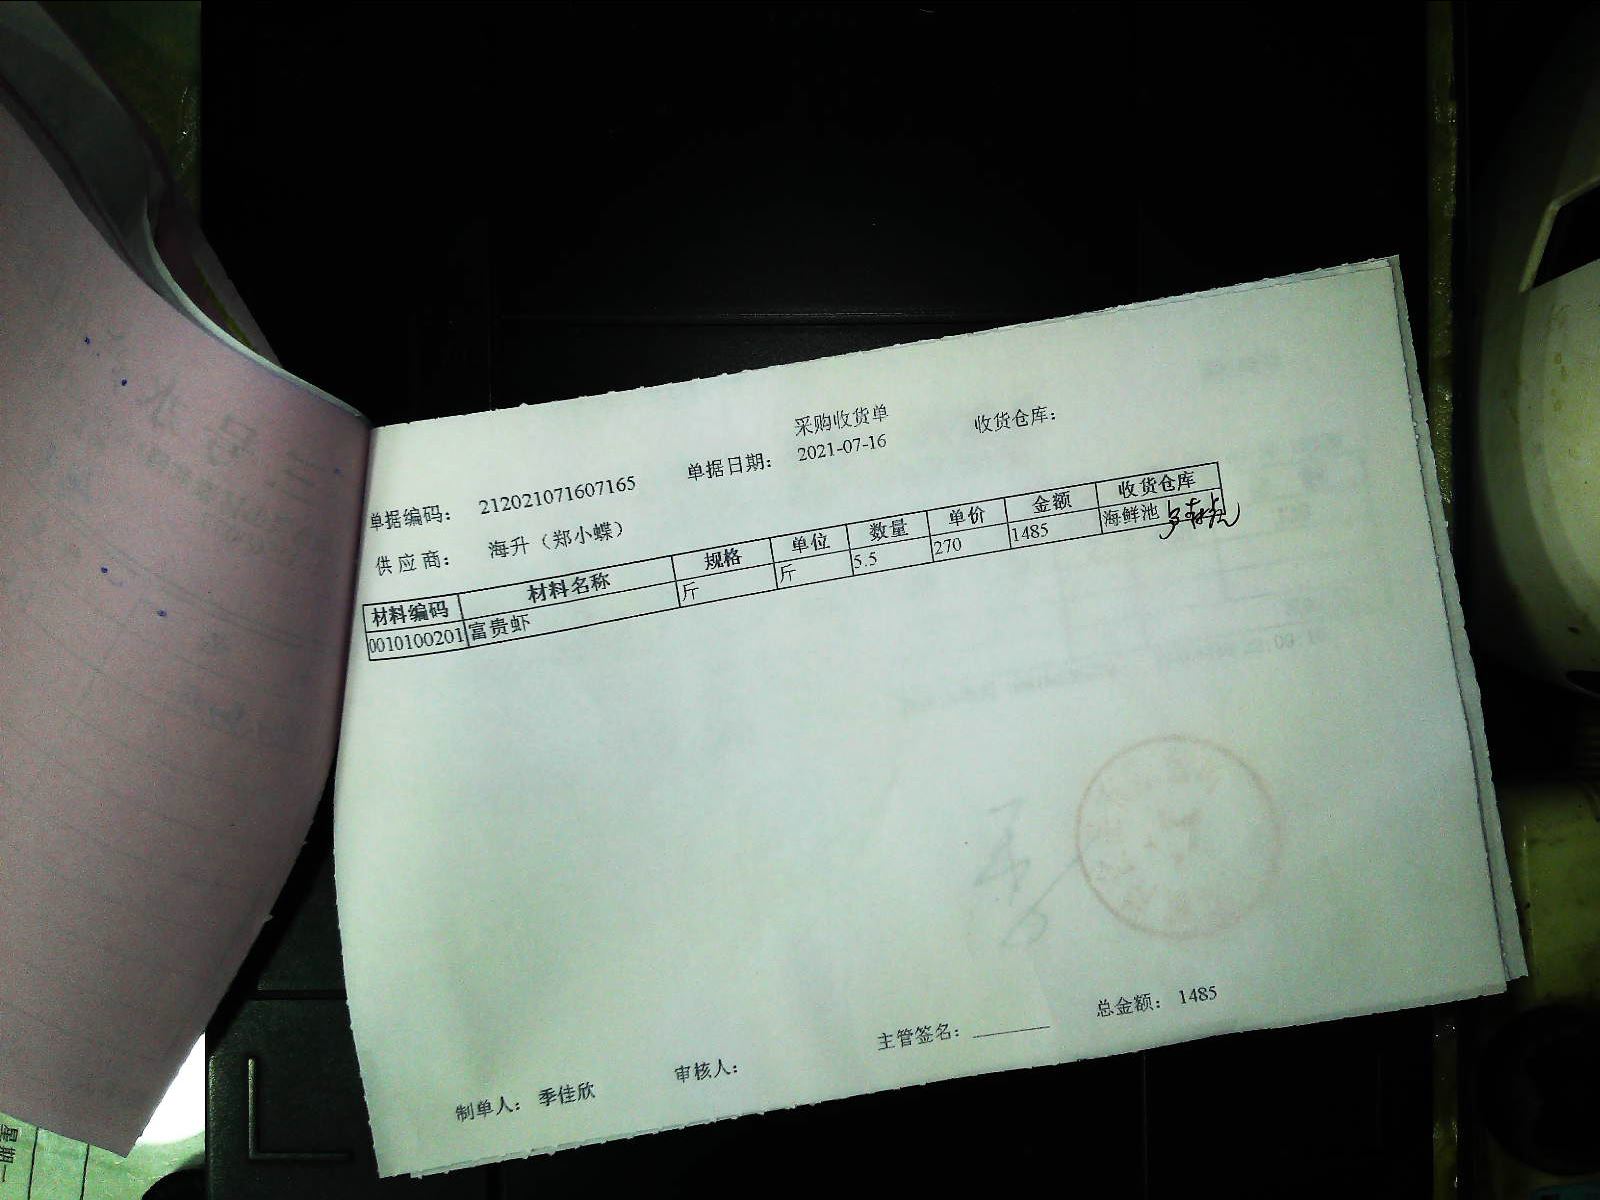 采购收货单
单据编码： 212021071607165 单据日期： 2021-07-16 收货仓库：
供应商： 海升（郑小蝶）
材料编码 材料名称 规格 单位 数量 单价 金额 收货仓库
0010100201 富贵虾 斤 斤 5.5 270 1485 海鲜池
制单人： 季佳欣 审核人： 主管签名： 总金额： 1485